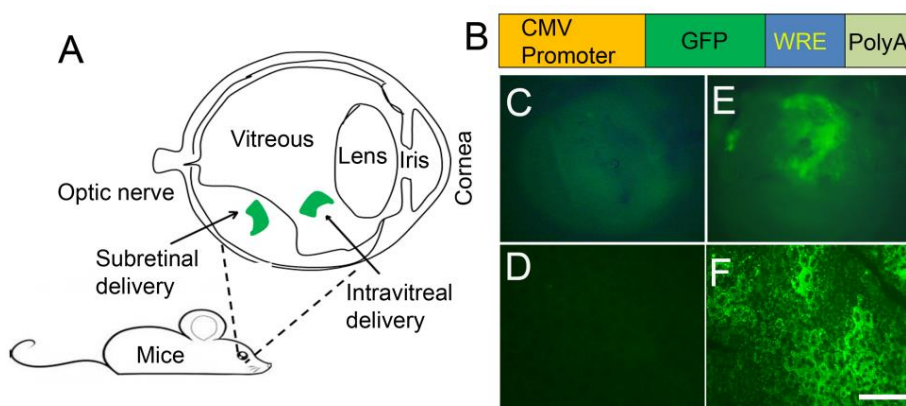 A
Vitreous
Lens
Iris
Cornea
Optic nerve
Subretinal
delivery
Intravitreal
delivery
Mice
B
CMV
Promoter
GFP
WRE
PolyA
C
E
D
F